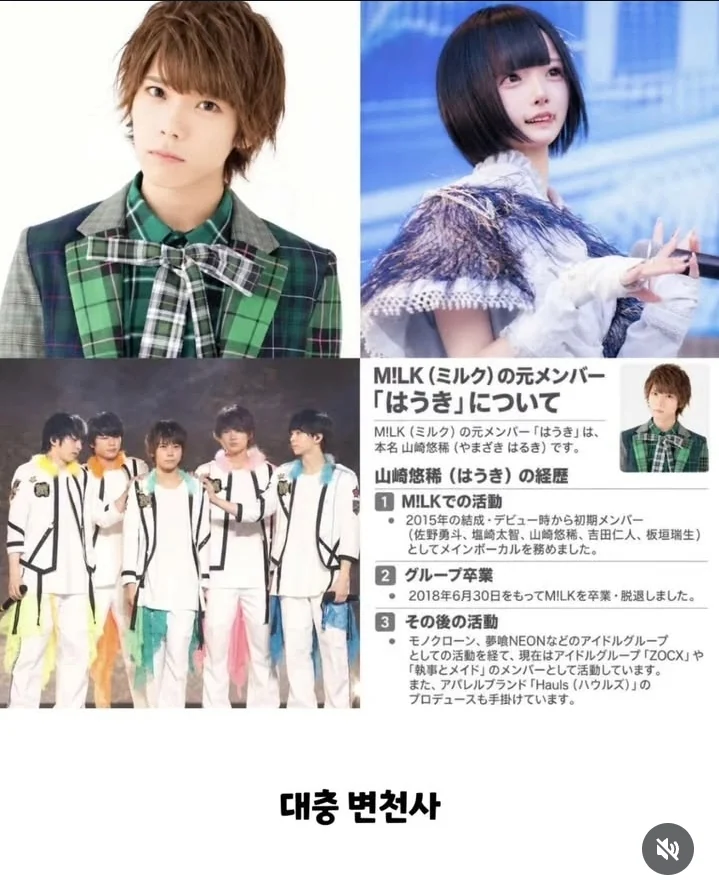 M!LK（ミルク）の元メンバー
「はうき」について
M!LK（ミルク）の元メンバー「はうき」は、
本名 山崎悠稀（やまざき はるき）です。
山崎悠稀（はうき）の経歴
1 M!LKでの活動
• 2015年の結成・デビュー時から初期メンバー
（佐野勇斗、塩﨑太智、山崎悠稀、吉田仁人、板垣瑞生）
としてメインボーカルを務めました。
2 グループ卒業
• 2018年6月30日をもってM!LKを卒業・脱退しました。
3 その後の活動
• モノクローン、夢喰NEONなどのアイドルグループ
としての活動を経て、現在はアイドルグループ「ZOCX」や
「執事とメイド」のメンバーとして活動しています。
また、アパレルブランド「Hauls（ハウルズ）」の
プロデュースも手掛けています。
대충 변천사